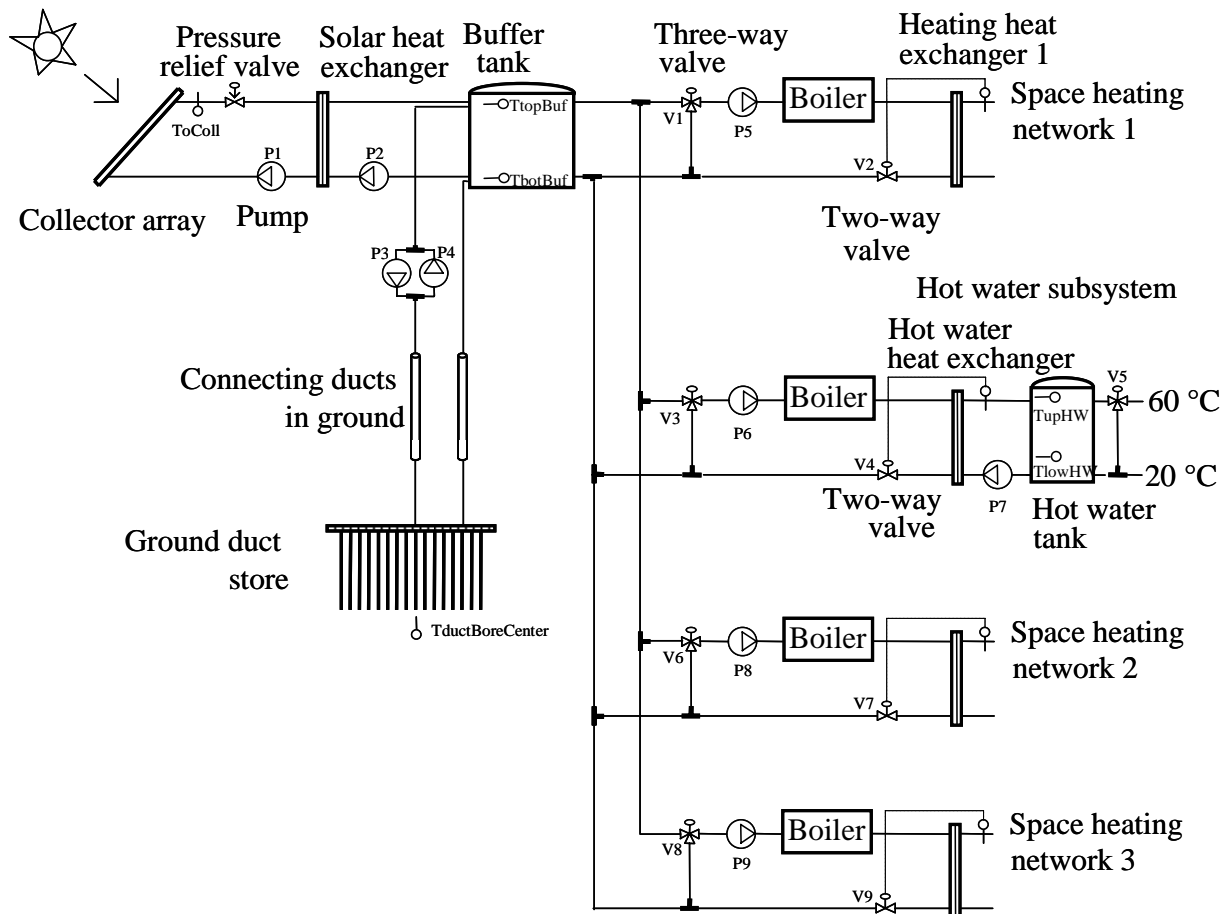 Pressure
relief valve
Solar heat
exchanger
Buffer
tank
Three-way
valve
Heating heat
exchanger 1
ToColl
TtopBuf
V1
P5
Boiler
Space heating
network 1
P1
P2
TbotBuf
V2
Collector array
Pump
Two-way
valve
P3
P4
Hot water subsystem
Hot water
heat exchanger
Connecting ducts
in ground
V3
P6
Boiler
V5
TupHW
60 °C
V4
P7
TlowHW
20 °C
Two-way
valve
Hot water
tank
Ground duct
store
TductBoreCenter
V6
P8
Boiler
Space heating
network 2
V7
V8
P9
Boiler
Space heating
network 3
V9